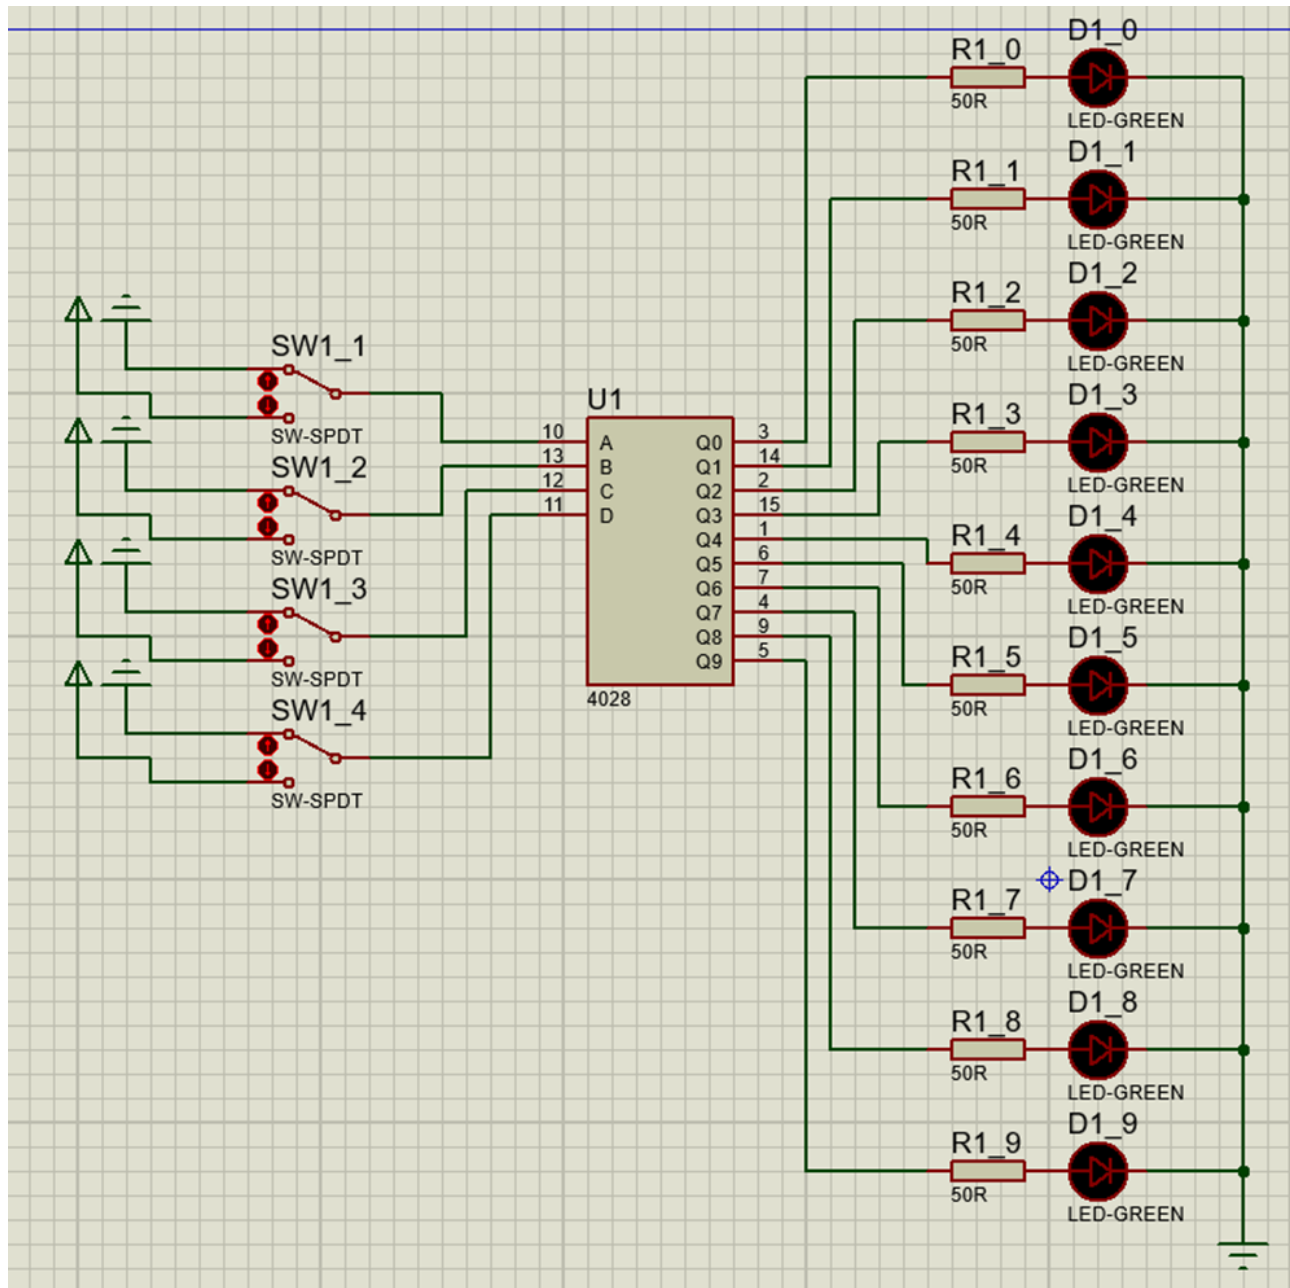 D1_0
R1_0
50R
LED-GREEN
D1_1
R1_1
50R
LED-GREEN
D1_2
R1_2
50R
LED-GREEN
SW1_1
SW-SPDT
D1_3
R1_3
50R
LED-GREEN
SW1_2
SW-SPDT
U1
10 A Q0 3
13 B Q1 14
12 C Q2 2
11 D Q3 15
Q4 1
Q5 6
Q6 7
Q7 4
Q8 9
Q9 5
4028
D1_4
R1_4
50R
LED-GREEN
SW1_3
SW-SPDT
D1_5
R1_5
50R
LED-GREEN
SW1_4
SW-SPDT
D1_6
R1_6
50R
LED-GREEN
D1_7
R1_7
50R
LED-GREEN
D1_8
R1_8
50R
LED-GREEN
D1_9
R1_9
50R
LED-GREEN